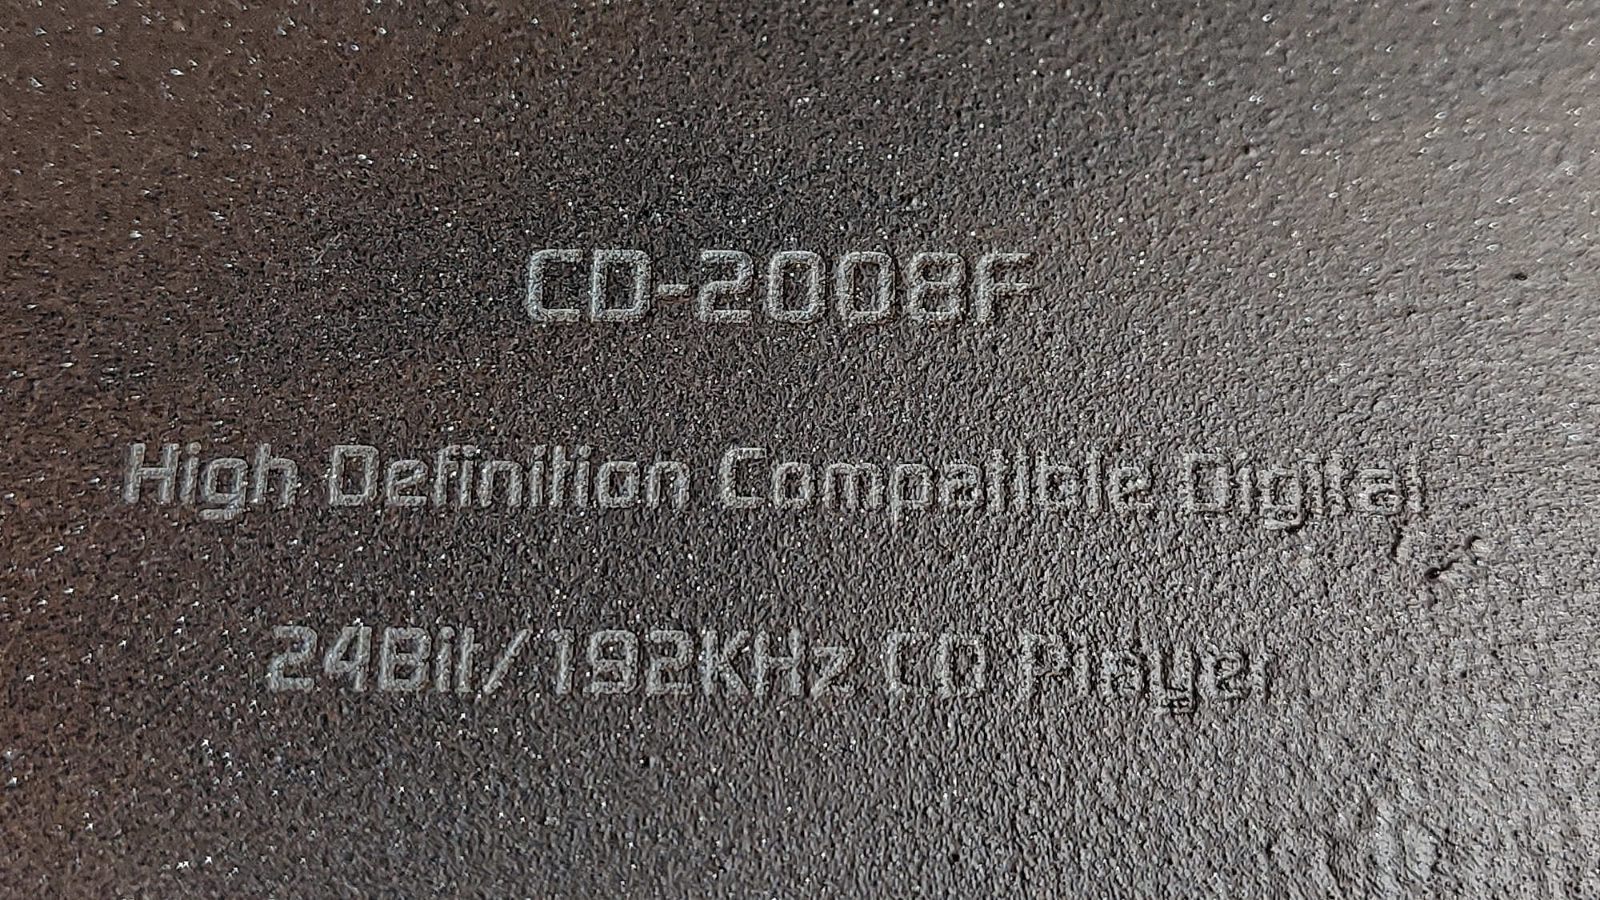 CD-2008F
High Definition Compatible Digital
24Bit/192KHz CD Player